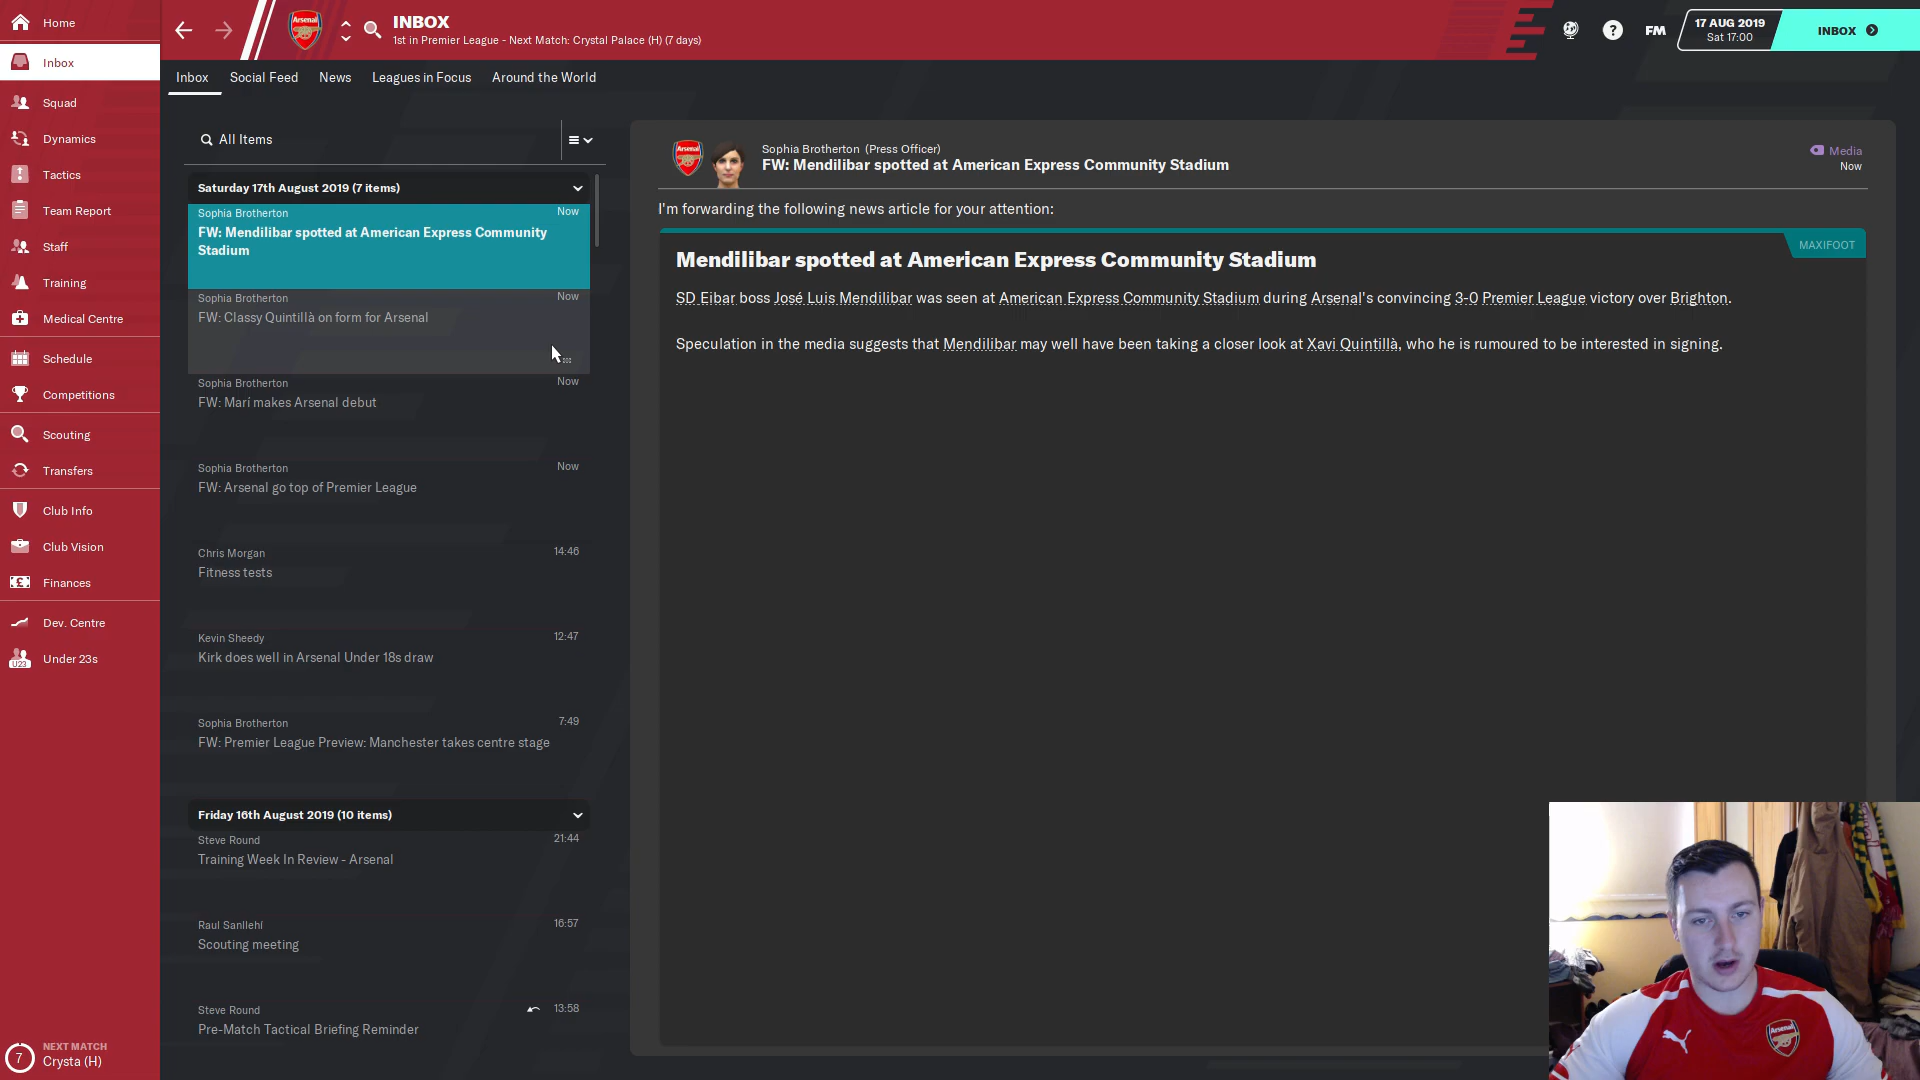 Home
Inbox
Squad
Dynamics
Tactics
Team Report
Staff
Training
Medical Centre
Schedule
Competitions
Scouting
Transfers
Club Info
Club Vision
Finances
Dev. Centre
U23
Under 23s
7
NEXT MATCH
Crysta (H)
Arsenal
INBOX
1st in Premier League - Next Match: Crystal Palace (H) (7 days)
?
FM
17 AUG 2019
Sat 17:00
INBOX
Inbox
Social Feed
News
Leagues in Focus
Around the World
All Items
Saturday 17th August 2019 (7 items)
Sophia Brotherton
Now
FW: Mendilibar spotted at American Express Community
Stadium
Sophia Brotherton
Now
FW: Classy Quintillà on form for Arsenal
Sophia Brotherton
Now
FW: Marí makes Arsenal debut
Sophia Brotherton
Now
FW: Arsenal go top of Premier League
Chris Morgan
14:46
Fitness tests
Kevin Sheedy
12:47
Kirk does well in Arsenal Under 18s draw
Sophia Brotherton
7:49
FW: Premier League Preview: Manchester takes centre stage
Friday 16th August 2019 (10 items)
Steve Round
21:44
Training Week In Review - Arsenal
Raul Sanllehí
16:57
Scouting meeting
Steve Round
13:58
Pre-Match Tactical Briefing Reminder
Arsenal
Sophia Brotherton (Press Officer)
FW: Mendilibar spotted at American Express Community Stadium
Media
Now
I'm forwarding the following news article for your attention:
MAXIFOOT
Mendilibar spotted at American Express Community Stadium
SD Eibar boss José Luis Mendilibar was seen at American Express Community Stadium during Arsenal's convincing 3-0 Premier League victory over Brighton.
Speculation in the media suggests that Mendilibar may well have been taking a closer look at Xavi Quintillà, who he is rumoured to be interested in signing.
Arsenal